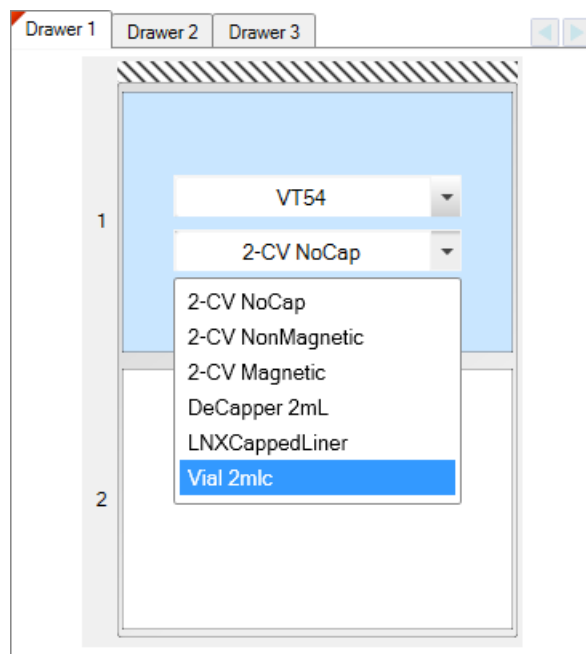 Drawer 1 Drawer 2 Drawer 3
1
VT54
2-CV NoCap
2-CV NoCap
2-CV NonMagnetic
2-CV Magnetic
DeCapper 2mL
LNXCappedLiner
Vial 2mlc
2